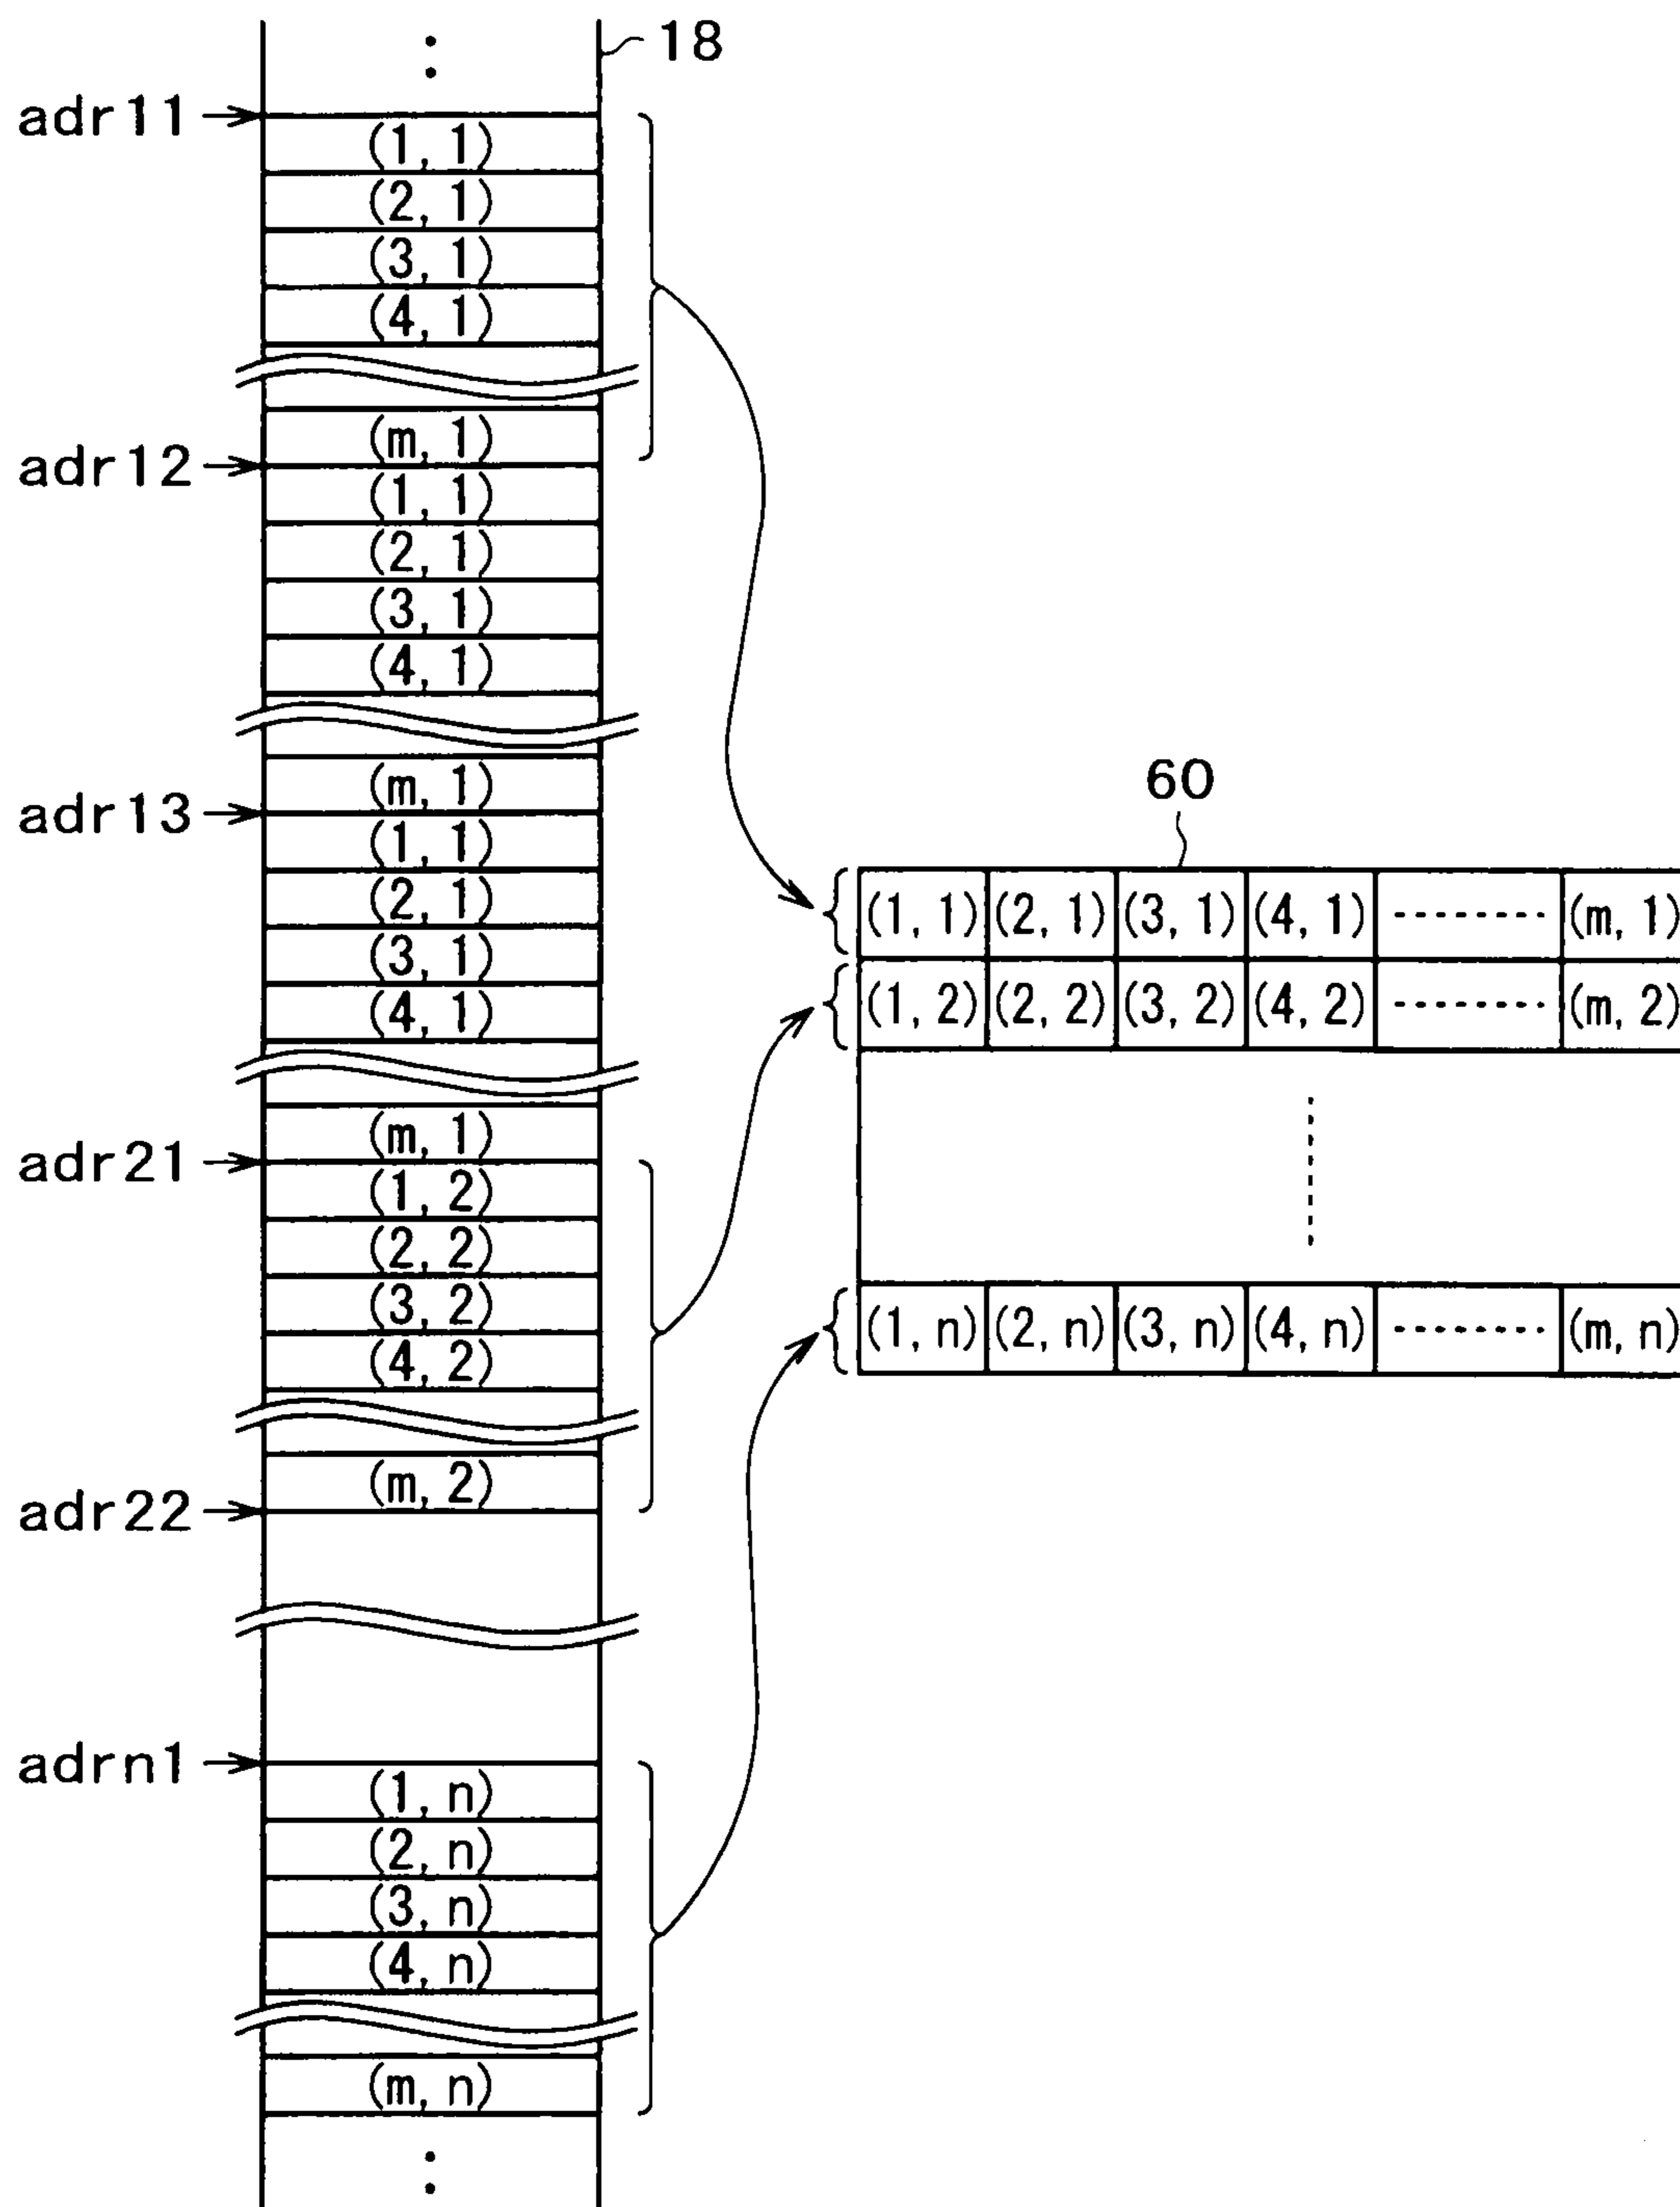 18
adr11
(1, 1)
(2, 1)
(3, 1)
(4, 1)
(m, 1)
adr12
(1, 1)
(2, 1)
(3, 1)
(4, 1)
(m, 1)
adr13
(1, 1)
(2, 1)
(3, 1)
(4, 1)
(m, 1)
adr21
(1, 2)
(2, 2)
(3, 2)
(4, 2)
(m, 2)
adr22
adrn1
(1, n)
(2, n)
(3, n)
(4, n)
(m, n)
60
(1, 1) (2, 1) (3, 1) (4, 1) (m, 1)
(1, 2) (2, 2) (3, 2) (4, 2) (m, 2)
(1, n) (2, n) (3, n) (4, n) (m, n)